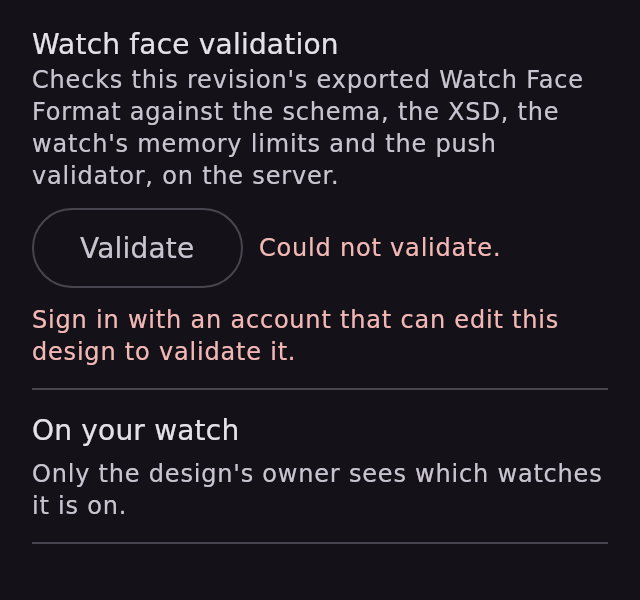 Watch face validation
Checks this revision's exported Watch Face
Format against the schema, the XSD, the
watch's memory limits and the push
validator, on the server.
Validate
Could not validate.
Sign in with an account that can edit this
design to validate it.
On your watch
Only the design's owner sees which watches
it is on.